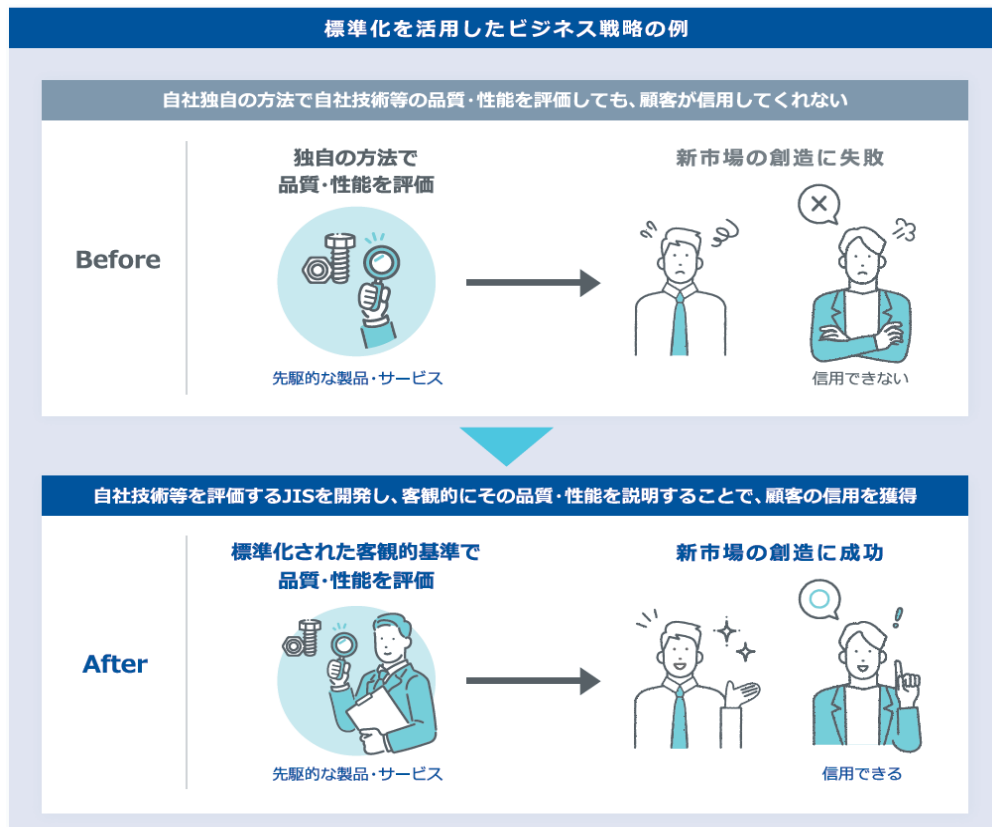 標準化を活用したビジネス戦略の例
自社独自の方法で自社技術等の品質・性能を評価しても、顧客が信用してくれない
Before
独自の方法で
品質・性能を評価
先駆的な製品・サービス
新市場の創造に失敗
信用できない
自社技術等を評価するJISを開発し、客観的にその品質・性能を説明することで、顧客の信用を獲得
After
標準化された客観的基準で
品質・性能を評価
先駆的な製品・サービス
新市場の創造に成功
信用できる